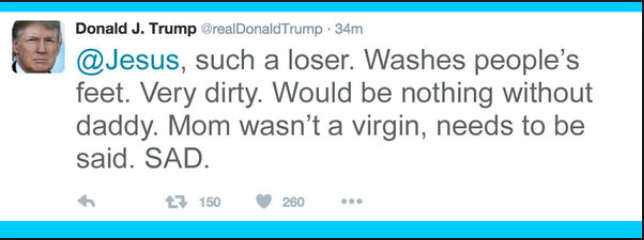 Donald J. Trump @realDonaldTrump · 34m
@Jesus, such a loser. Washes people's
feet. Very dirty. Would be nothing without
daddy. Mom wasn't a virgin, needs to be
said. SAD.
150 260